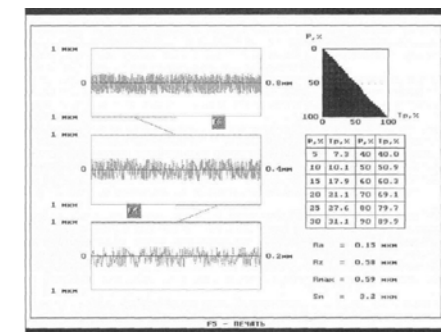 P,%
1 мкм
0
50
100
0
0.8мм
1 мкм
0 50 100
Tp,%
1 мкм
0
0.4мм
1 мкм
1 мкм
0
0.2мм
1 мкм
P,% Tp,% P,% Tp,%
5 7.3 40 40.0
10 10.1 50 50.9
15 17.9 60 60.3
20 21.1 70 69.1
25 27.6 80 79.7
30 31.1 90 89.9
Ra = 0.15 мкм
Rz = 0.58 мкм
Rmax = 0.59 мкм
Sm = 3.2 мкм
F5 - ПЕЧАТЬ